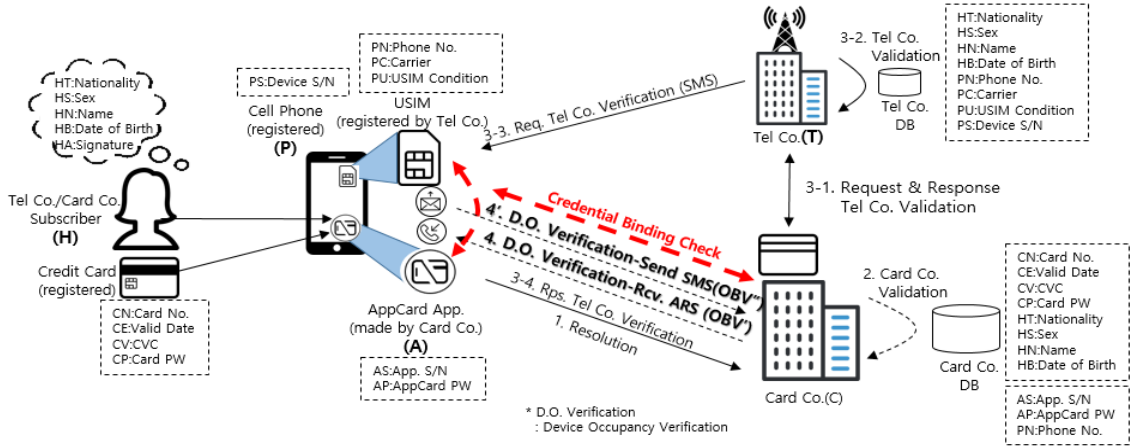 HT:Nationality
HS:Sex
HN:Name
HB:Date of Birth
HA:Signature
Tel Co./Card Co.
Subscriber
(H)
Credit Card
(registered)
CN:Card No.
CE:Valid Date
CV:CVC
CP:Card PW
PS:Device S/N
Cell Phone
(registered)
(P)
PN:Phone No.
PC:Carrier
PU:USIM Condition
USIM
(registered by Tel Co.)
AppCard App.
(made by Card Co.)
(A)
AS:App. S/N
AP:AppCard PW
3-3. Req. Tel Co. Verification (SMS)
Credential Binding Check
4'. D.O. Verification-Send SMS(OBV")
4. D.O. Verification-Rcv. ARS (OBV')
3-4. Rps. Tel Co. Verification
1. Resolution
* D.O. Verification
: Device Occupancy Verification
Tel Co.(T)
3-2. Tel Co.
Validation
Tel Co.
DB
HT:Nationality
HS:Sex
HN:Name
HB:Date of Birth
PN:Phone No.
PC:Carrier
PU:USIM Condition
PS:Device S/N
3-1. Request & Response
Tel Co. Validation
Card Co.(C)
2. Card Co.
Validation
Card Co.
DB
CN:Card No.
CE:Valid Date
CV:CVC
CP:Card PW
HT:Nationality
HS:Sex
HN:Name
HB:Date of Birth
AS:App. S/N
AP:AppCard PW
PN:Phone No.